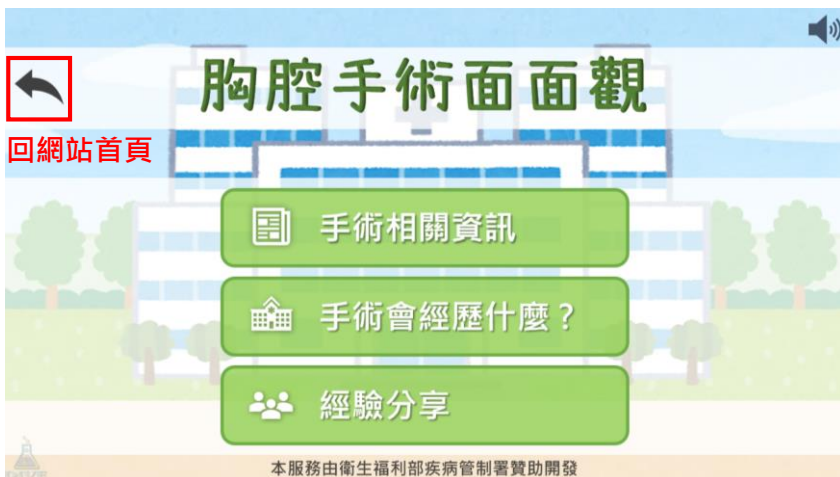 胸腔手術面面觀
回網站首頁
手術相關資訊
手術會經歷什麼？
經驗分享
本服務由衛生福利部疾病管制署贊助開發